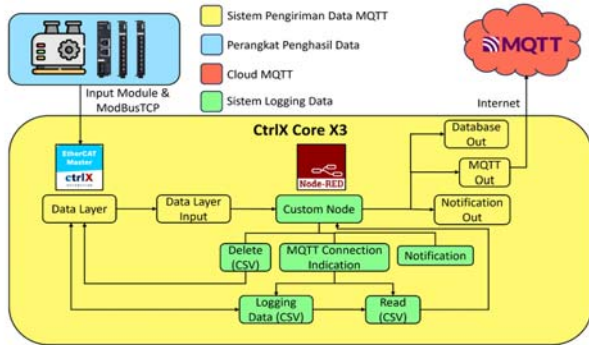 Sistem Pengiriman Data MQTT
Perangkat Penghasil Data
Cloud MQTT
Sistem Logging Data
MQTT
Input Module &
ModBusTCP
Internet
CtrlX Core X3
EtherCAT
Master
ctrlX
AUTOMATION
Node-RED
Database
Out
MQTT
Out
Notification
Out
Data Layer
Data Layer
Input
Custom Node
Delete
(CSV)
MQTT Connection
Indication
Notification
Logging
Data (CSV)
Read
(CSV)